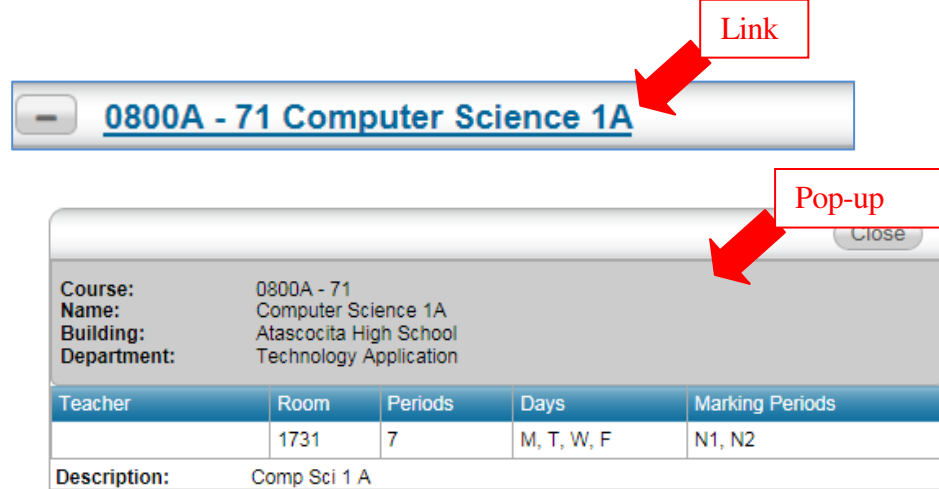 Link
0800A - 71 Computer Science 1A
Pop-up
Close
Course: 0800A - 71
Name: Computer Science 1A
Building: Atascocita High School
Department: Technology Application
Teacher Room Periods Days Marking Periods
1731 7 M, T, W, F N1, N2
Description: Comp Sci 1 A